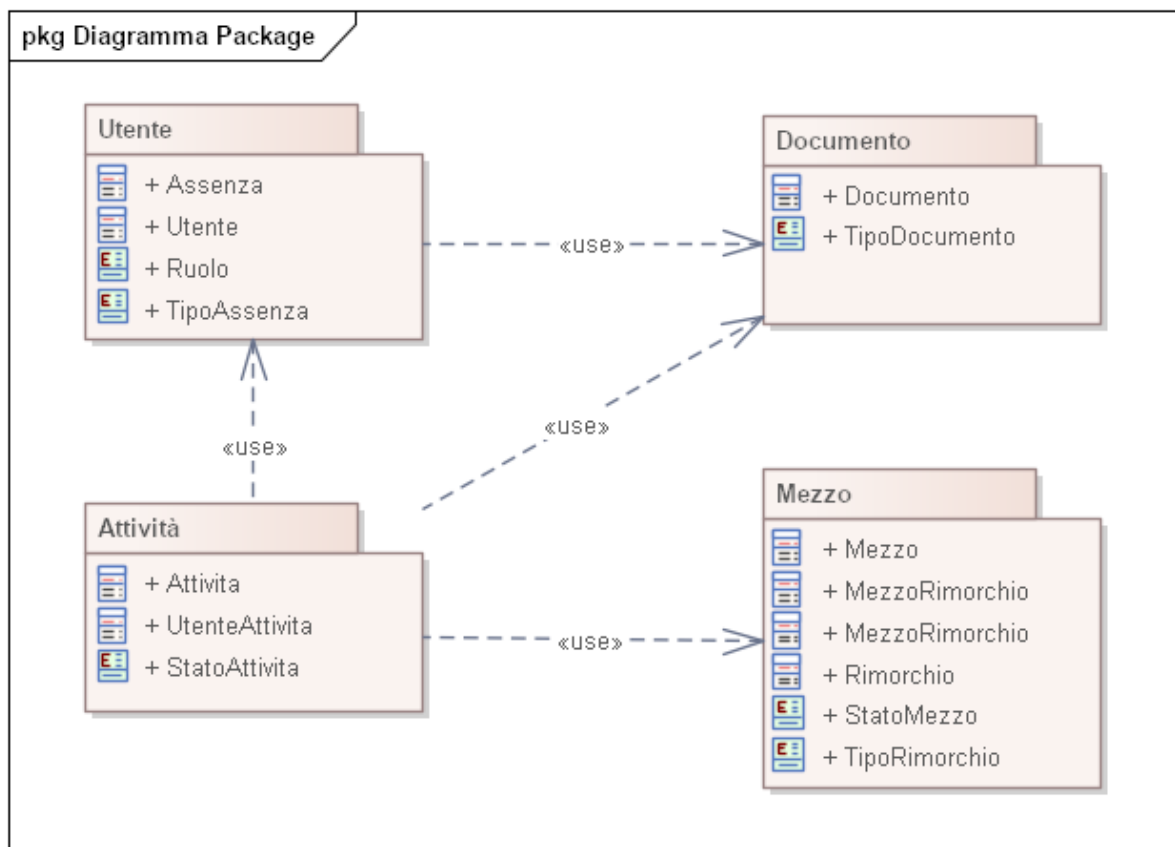 pkg Diagramma Package
Utente
+ Assenza
+ Utente
+ Ruolo
+ TipoAssenza
«use»
Documento
+ Documento
+ TipoDocumento
«use»
«use»
Attività
+ Attivita
+ UtenteAttivita
+ StatoAttivita
«use»
Mezzo
+ Mezzo
+ MezzoRimorchio
+ MezzoRimorchio
+ Rimorchio
+ StatoMezzo
+ TipoRimorchio